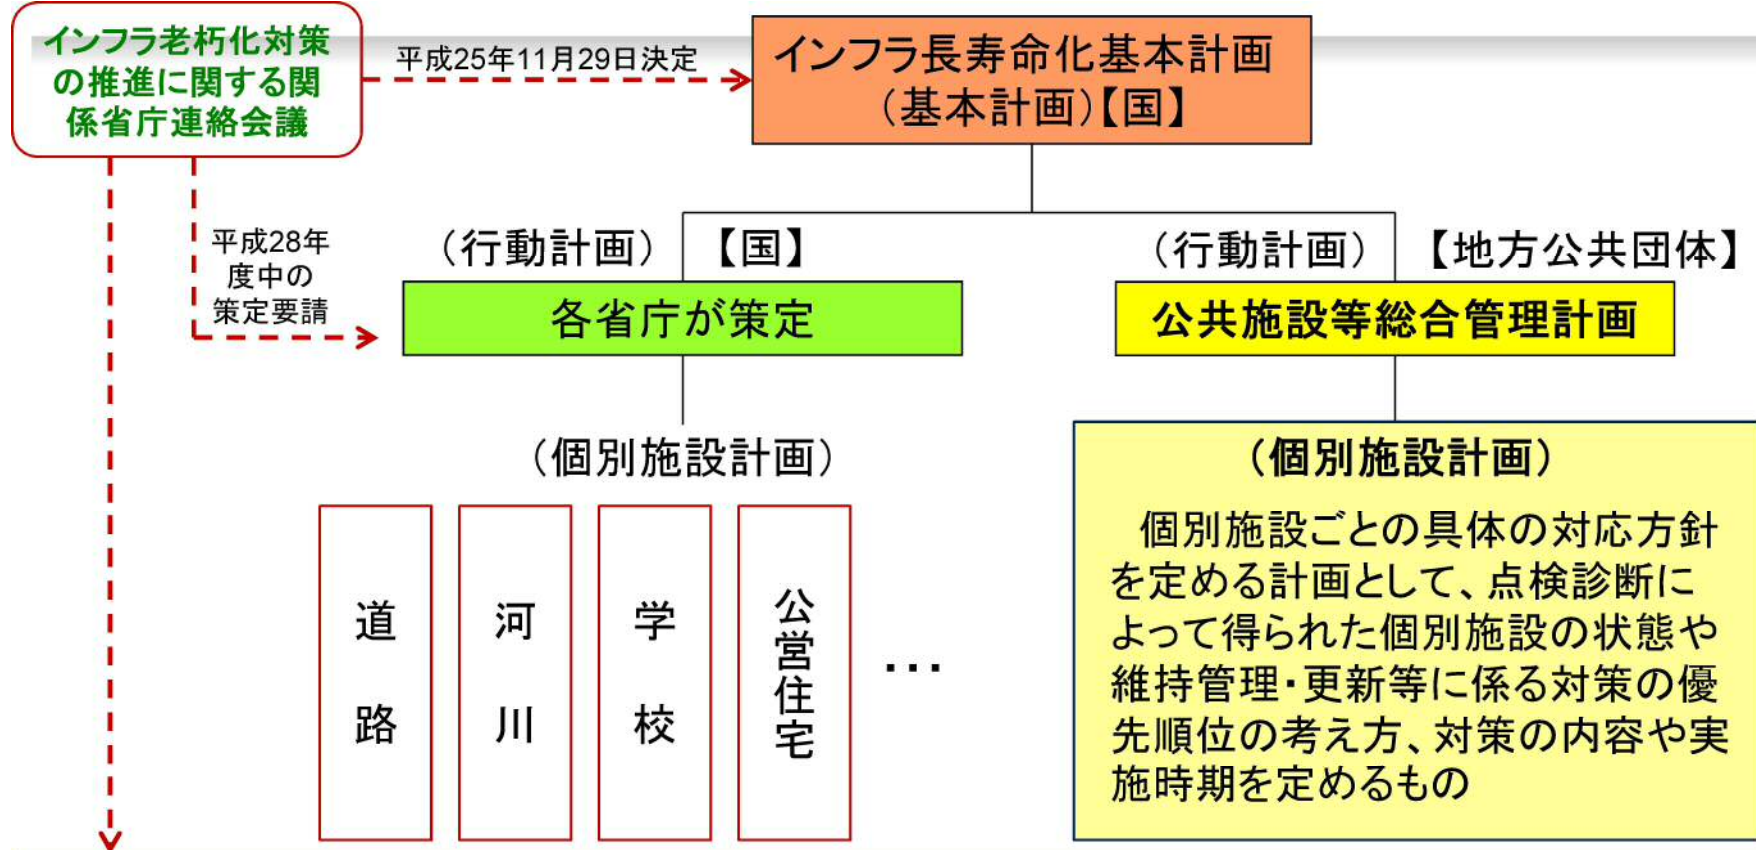 インフラ老朽化対策
の推進に関する関
係省庁連絡会議
平成25年11月29日決定
インフラ長寿命化基本計画
(基本計画)【国】
平成28年
度中の
策定要請
(行動計画) 【国】
各省庁が策定
(行動計画) 【地方公共団体】
公共施設等総合管理計画
(個別施設計画)
道路
河川
学校
公営住宅
…
(個別施設計画)
個別施設ごとの具体の対応方針
を定める計画として、点検診断に
よって得られた個別施設の状態や
維持管理・更新等に係る対策の優
先順位の考え方、対策の内容や実
施時期を定めるもの